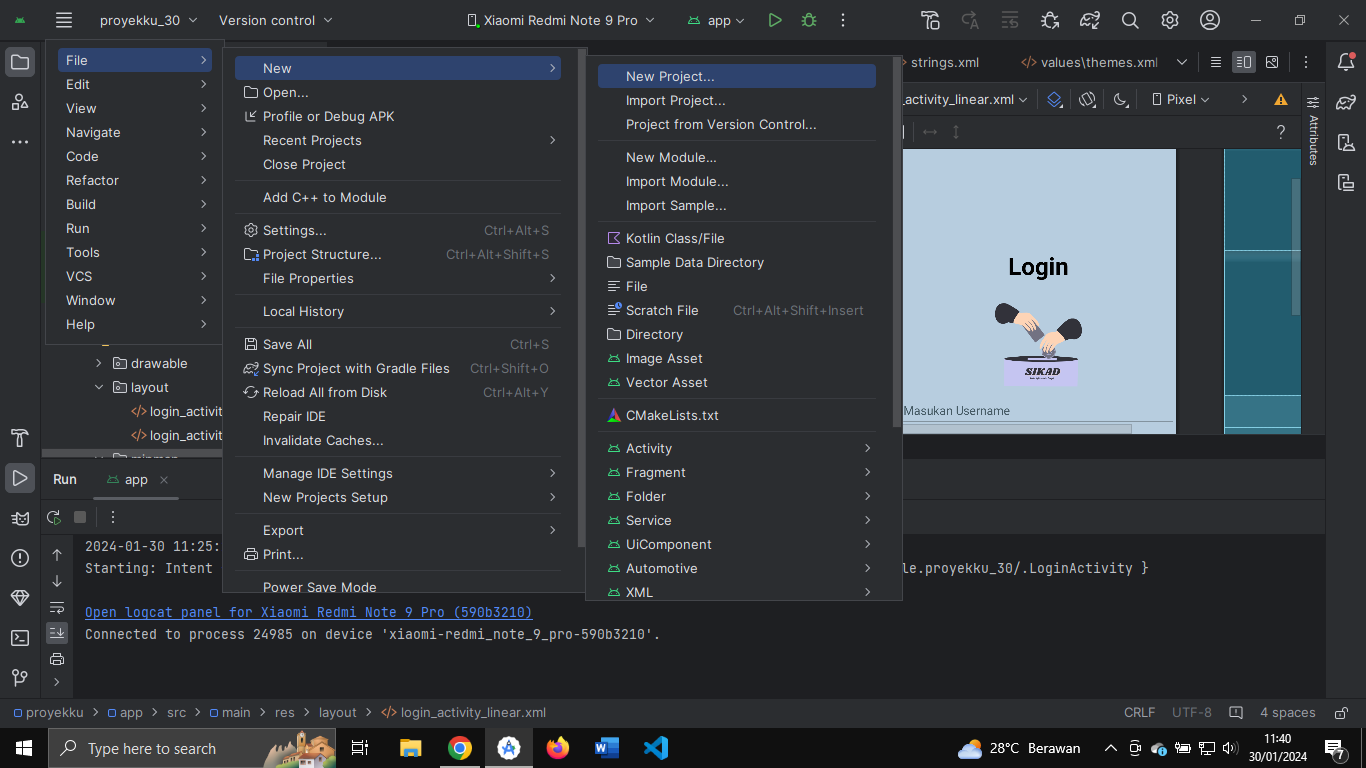 proyekku_30
Version control
Xiaomi Redmi Note 9 Pro
app
File
Edit
View
Navigate
Code
Refactor
Build
Run
Tools
VCS
Window
Help
New
Open...
Profile or Debug APK
Recent Projects
Close Project
Add C++ to Module
Settings... Ctrl+Alt+S
Project Structure... Ctrl+Alt+Shift+S
File Properties
Local History
Save All Ctrl+S
Sync Project with Gradle Files Ctrl+Shift+O
Reload All from Disk Ctrl+Alt+Y
Repair IDE
Invalidate Caches...
Manage IDE Settings
New Projects Setup
Export
Print...
Power Save Mode
New Project...
Import Project...
Project from Version Control...
New Module...
Import Module...
Import Sample...
Kotlin Class/File
Sample Data Directory
File
Scratch File Ctrl+Alt+Shift+Insert
Directory
Image Asset
Vector Asset
CMakeLists.txt
Activity
Fragment
Folder
Service
UiComponent
Automotive
XML
strings.xml
values\themes.xml
_activity_linear.xml
Pixel
?
Attributes
Login
SIKAD
Masukan Username
drawable
layout
login_activit
login_activit
Run
app
2024-01-30 11:25:
Starting: Intent
le.proyekku_30/.LoginActivity }
Open logcat panel for Xiaomi Redmi Note 9 Pro (590b3210)
Connected to process 24985 on device 'xiaomi-redmi_note_9_pro-590b3210'.
proyekku > app > src > main > res > layout > login_activity_linear.xml
CRLF UTF-8 4 spaces
Type here to search
28°C Berawan
11:40
30/01/2024
7